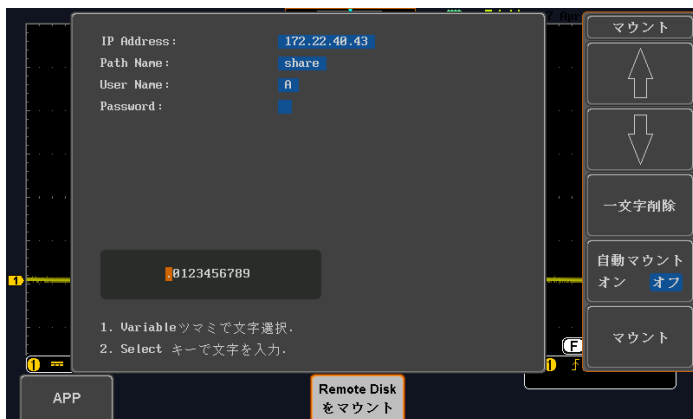 マウント
IP Address: 172.22.40.43
Path Name: share
User Name: A
Password:
一文字削除
.0123456789
自動マウント
オン オフ
1. Variableツマミで文字選択.
2. Select キーで文字を入力.
マウント
1
F
1
1
APP
Remote Disk
をマウント